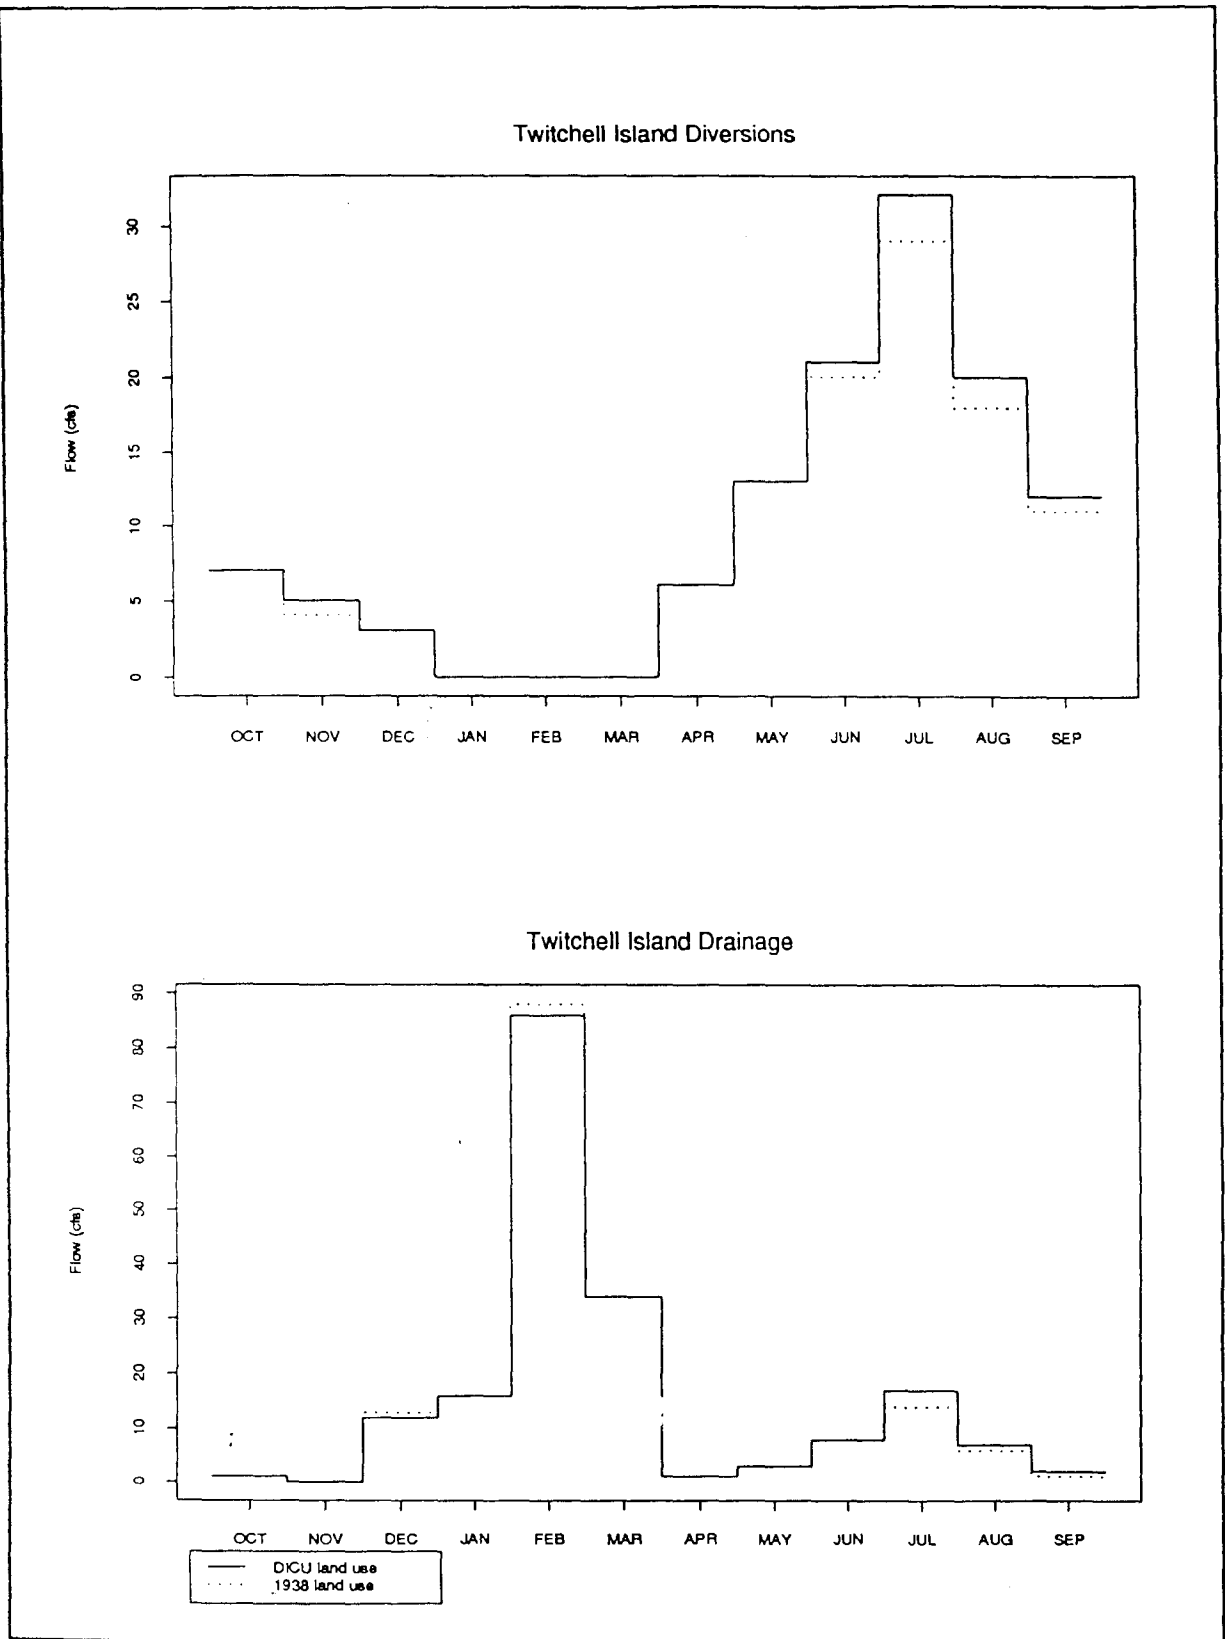 Twitchell Island Diversions
30
25
20
15
10
5
0
Flow (cfs)
OCT NOV DEC JAN FEB MAR APR MAY JUN JUL AUG SEP
Twitchell Island Drainage
90
80
70
60
50
40
30
20
10
0
Flow (cfs)
OCT NOV DEC JAN FEB MAR APR MAY JUN JUL AUG SEP
DICU land use
1938 land use